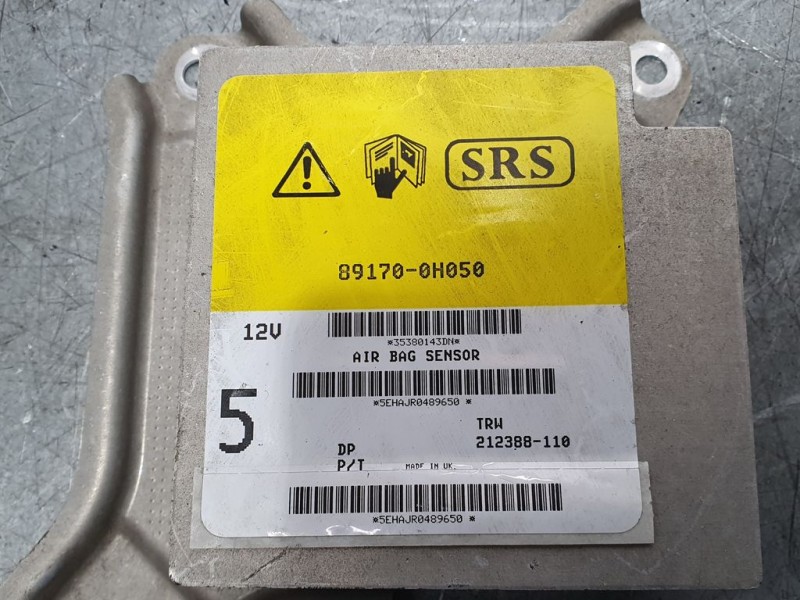 SRS
89170-0H050
12V
*35380143DN*
AIR BAG SENSOR
*5EHAJR0489650 *
5
TRW
DP 212388-110
P/T MADE IN UK.
*5EHAJR0489650 *